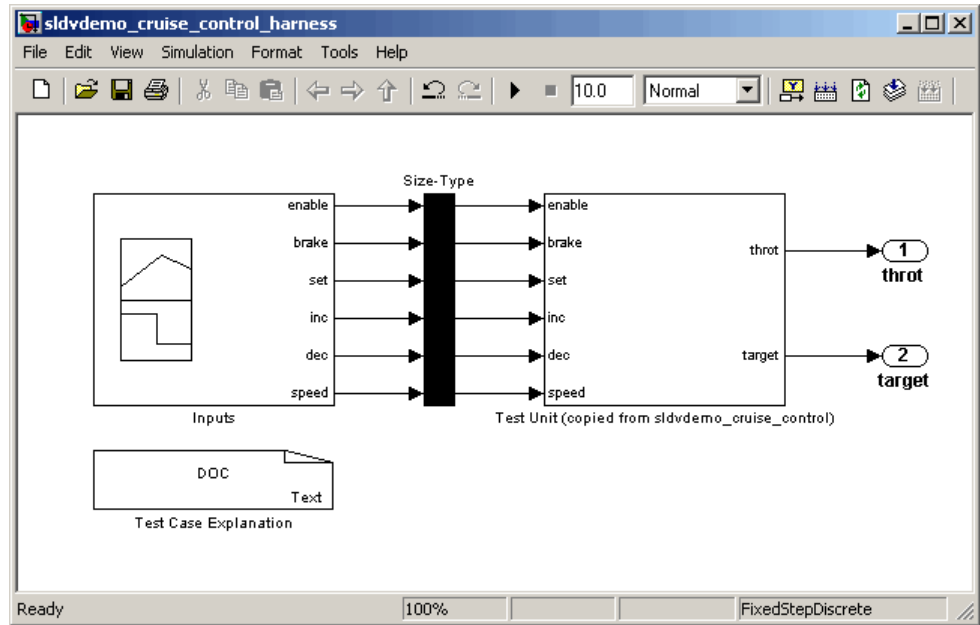 sldvdemo_cruise_control_harness
File Edit View Simulation Format Tools Help
10.0 Normal
Size-Type
enable
brake
set
inc
dec
speed
Inputs
enable
brake
set
inc
dec
speed
throt
target
Test Unit (copied from sldvdemo_cruise_control)
1
throt
2
target
DOC
Text
Test Case Explanation
Ready 100% FixedStepDiscrete